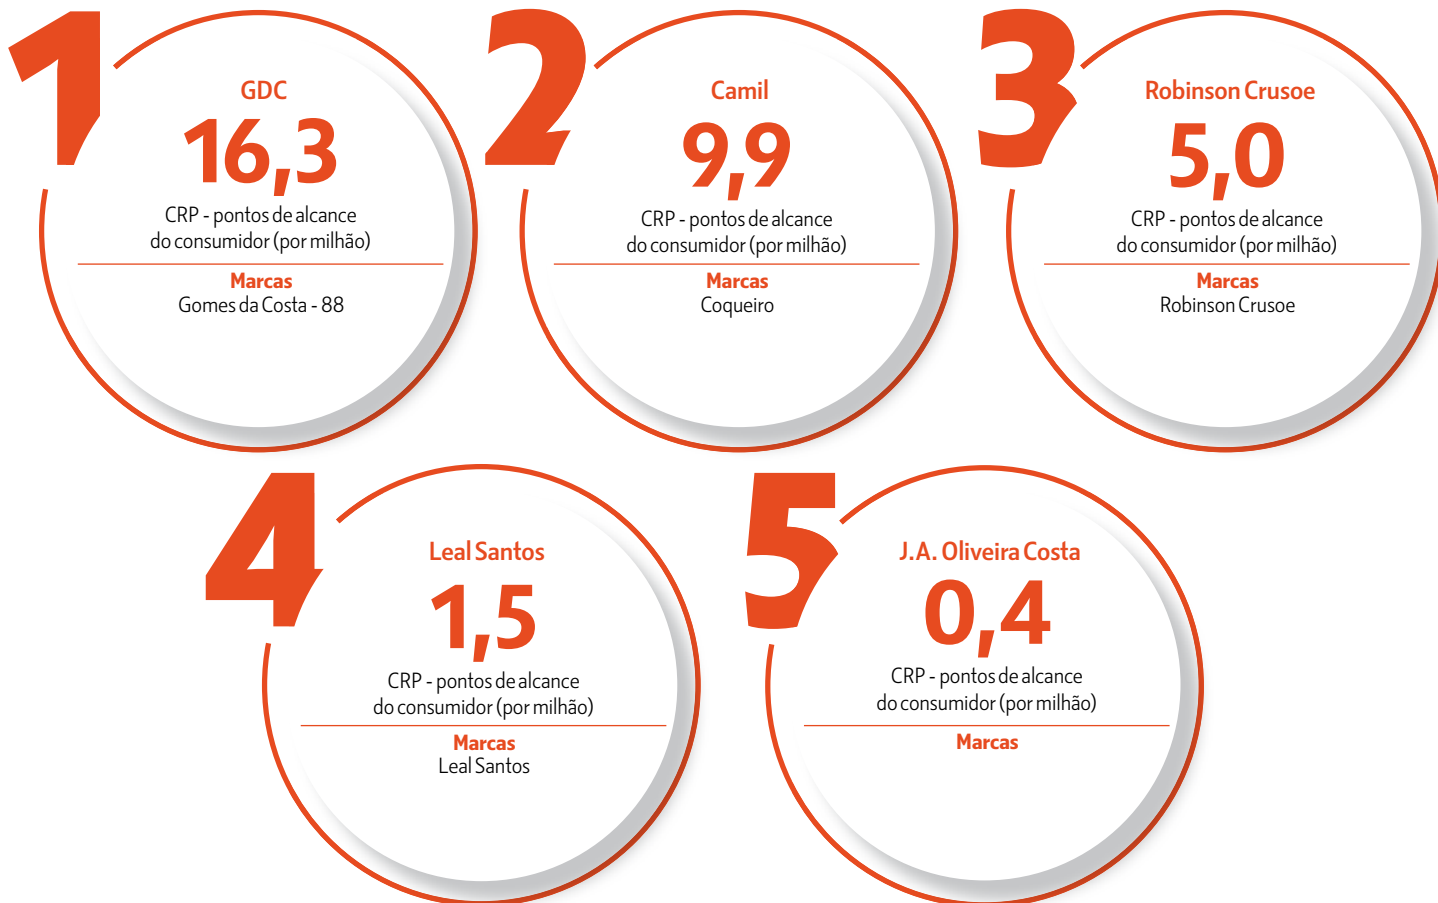 1
GDC
16,3
CRP - pontos de alcance
do consumidor (por milhão)
Marcas
Gomes da Costa - 88
2
Camil
9,9
CRP - pontos de alcance
do consumidor (por milhão)
Marcas
Coqueiro
3
Robinson Crusoe
5,0
CRP - pontos de alcance
do consumidor (por milhão)
Marcas
Robinson Crusoe
4
Leal Santos
1,5
CRP - pontos de alcance
do consumidor (por milhão)
Marcas
Leal Santos
5
J.A. Oliveira Costa
0,4
CRP - pontos de alcance
do consumidor (por milhão)
Marcas